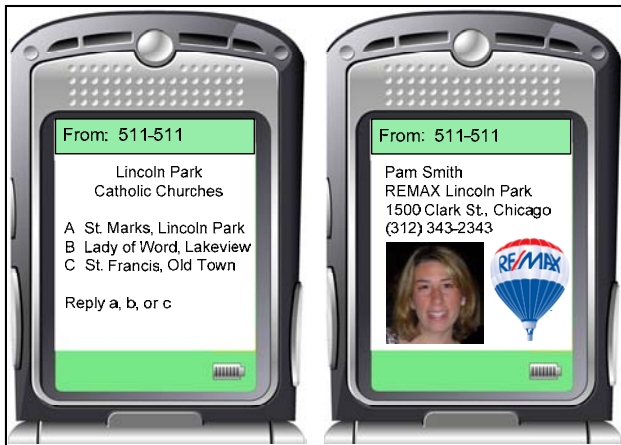 From: 511-511
Lincoln Park
Catholic Churches
A St. Marks, Lincoln Park
B Lady of Word, Lakeview
C St. Francis, Old Town
Reply a, b, or c
From: 511-511
Pam Smith
REMAX Lincoln Park
1500 Clark St., Chicago
(312) 343-2343
RE/MAX